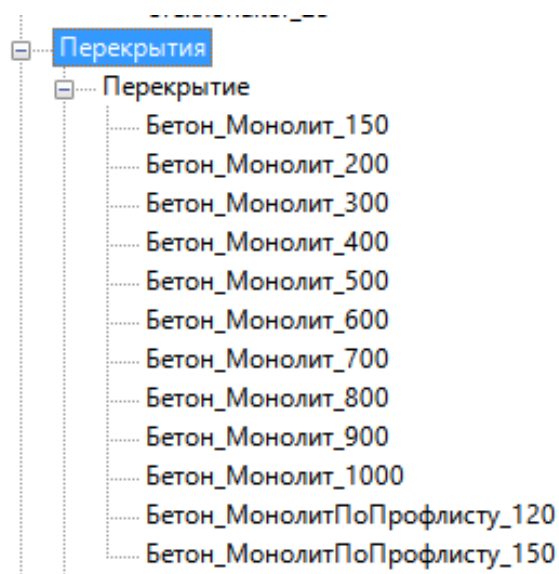 Перекрытия
Перекрытие
Бетон_Монолит_150
Бетон_Монолит_200
Бетон_Монолит_300
Бетон_Монолит_400
Бетон_Монолит_500
Бетон_Монолит_600
Бетон_Монолит_700
Бетон_Монолит_800
Бетон_Монолит_900
Бетон_Монолит_1000
Бетон_МонолитПоПрофлисту_120
Бетон_МонолитПоПрофлисту_150